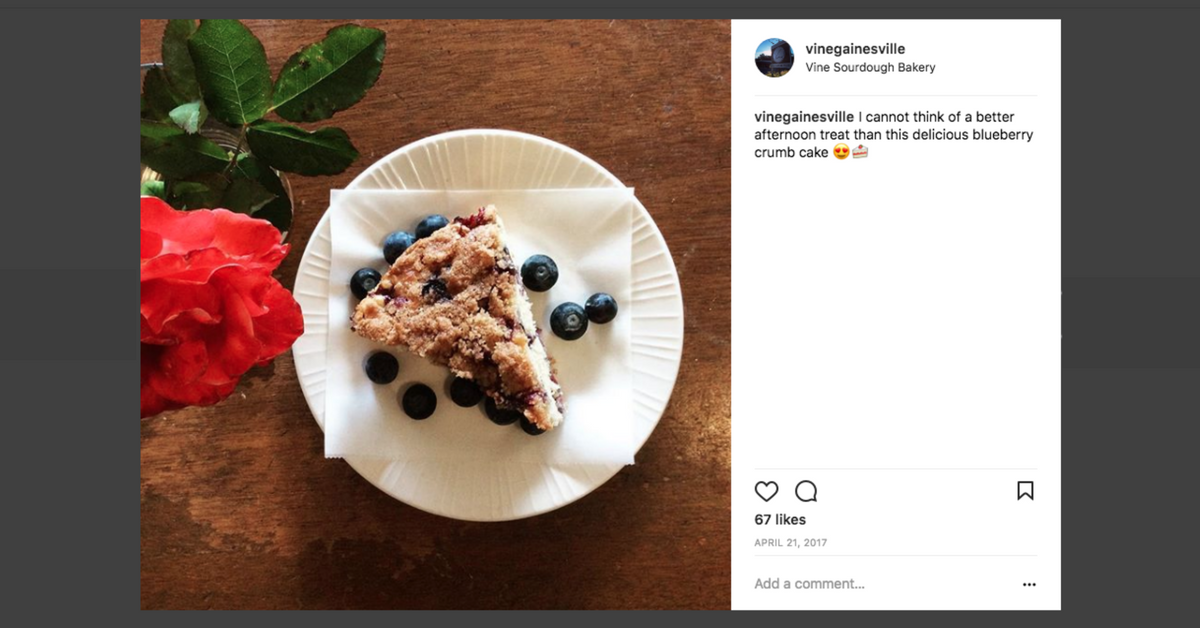 vinegainesville
Vine Sourdough Bakery
vinegainesville I cannot think of a better
afternoon treat than this delicious blueberry
crumb cake 😍🍰
67 likes
APRIL 21, 2017
Add a comment...